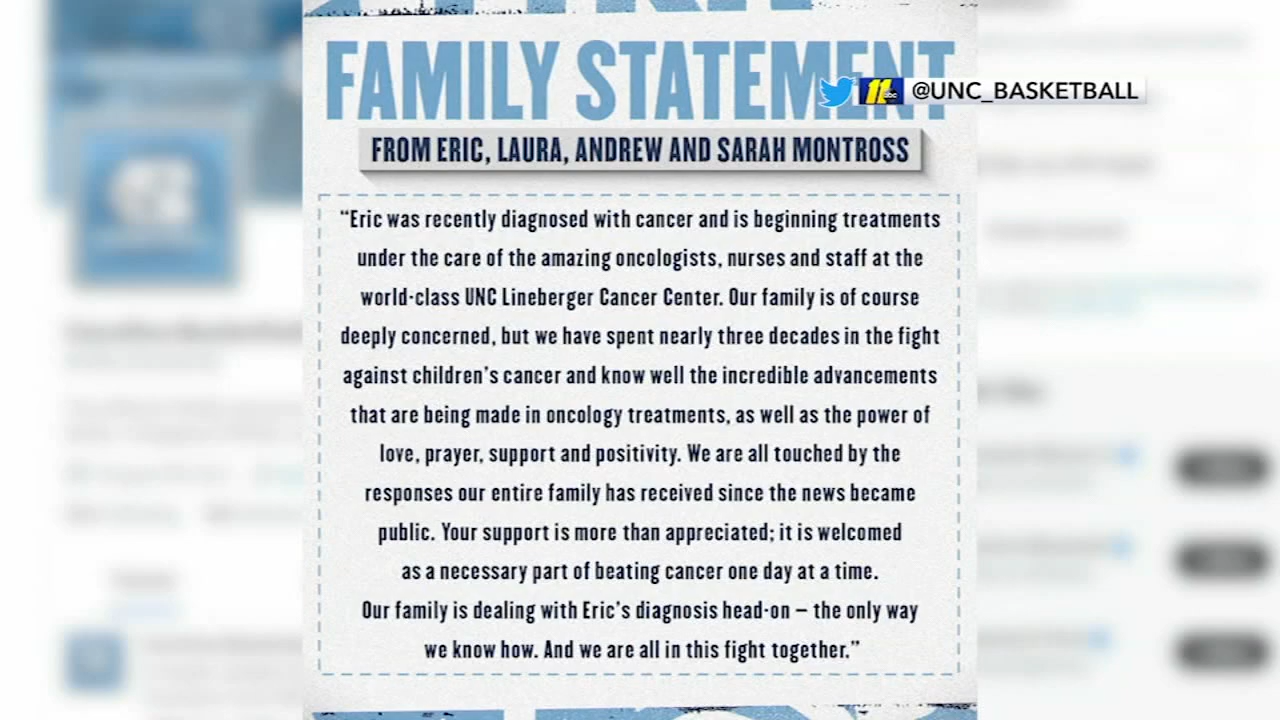 FAMILY STATEMENT
11 abc @UNC_BASKETBALL
FROM ERIC, LAURA, ANDREW AND SARAH MONTROSS
“Eric was recently diagnosed with cancer and is beginning treatments
under the care of the amazing oncologists, nurses and staff at the
world-class UNC Lineberger Cancer Center. Our family is of course
deeply concerned, but we have spent nearly three decades in the fight
against children’s cancer and know well the incredible advancements
that are being made in oncology treatments, as well as the power of
love, prayer, support and positivity. We are all touched by the
responses our entire family has received since the news became
public. Your support is more than appreciated; it is welcomed
as a necessary part of beating cancer one day at a time.
Our family is dealing with Eric’s diagnosis head-on – the only way
we know how. And we are all in this fight together.”